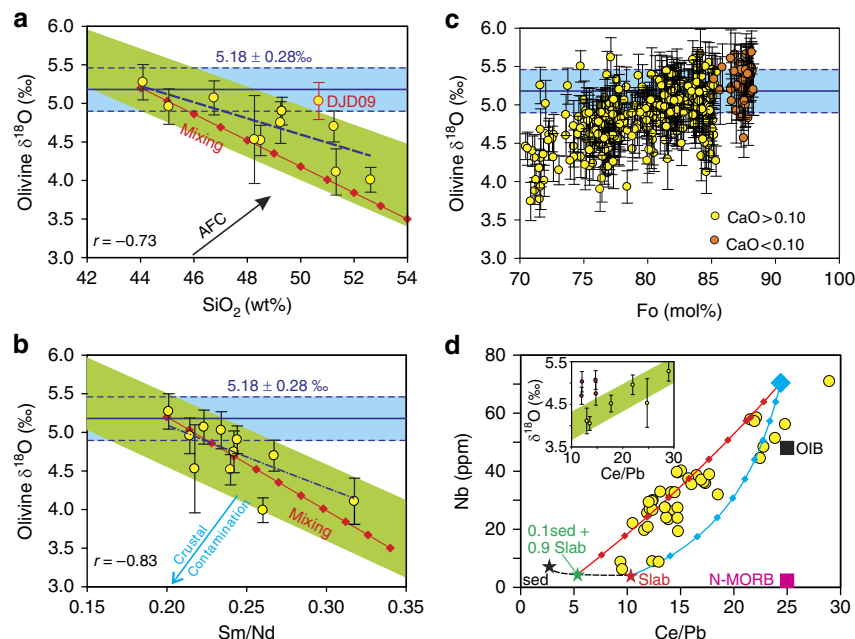 a
6.0
5.5
5.0
4.5
4.0
3.5
3.0
Olivine δ18O (‰)
5.18 ± 0.28‰
DJD09
Mixing
AFC
r = −0.73
42 44 46 48 50 52 54
SiO2 (wt%)
b
6.0
5.5
5.0
4.5
4.0
3.5
3.0
Olivine δ18O (‰)
5.18 ± 0.28 ‰
Mixing
Crustal
Contamination
r = −0.83
0.15 0.20 0.25 0.30 0.35
Sm/Nd
c
6.0
5.5
5.0
4.5
4.0
3.5
3.0
Olivine δ18O (‰)
CaO>0.10
CaO<0.10
70 75 80 85 90 95 100
Fo (mol%)
d
80
60
40
20
0
Nb (ppm)
5.5
5.0
4.5
4.0
3.5
δ18O (‰)
10 15 20 25 30
Ce/Pb
OIB
0.1sed +
0.9 Slab
sed
Slab
N-MORB
0 5 10 15 20 25 30
Ce/Pb